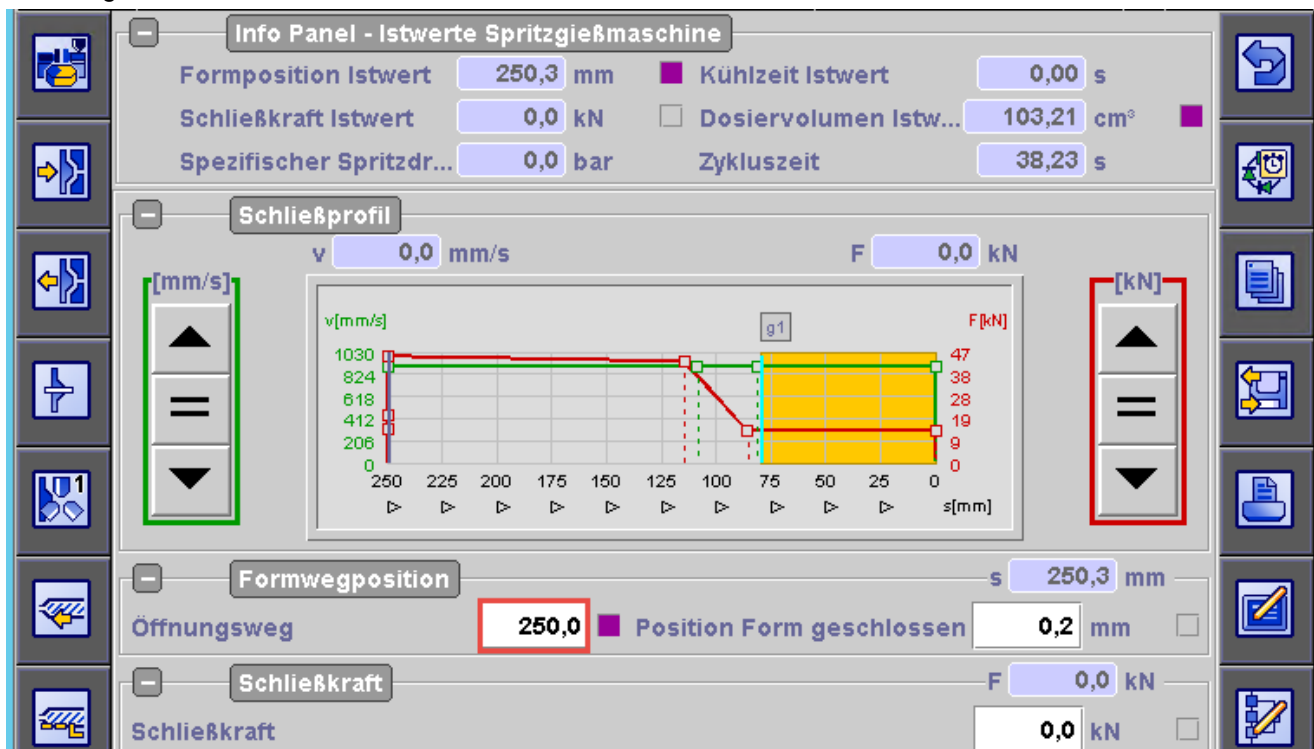 Info Panel - Istwerte Spritzgießmaschine
Formposition Istwert 250,3 mm Kühlzeit Istwert 0,00 s
Schließkraft Istwert 0,0 kN Dosiervolumen Istw... 103,21 cm³
Spezifischer Spritzdr... 0,0 bar Zykluszeit 38,23 s
Schließprofil
v 0,0 mm/s F 0,0 kN
[mm/s] [kN]
v[mm/s] g1 F[kN]
1030 47
824 38
618 28
412 19
206 9
0 0
250 225 200 175 150 125 100 75 50 25 0
s[mm]
1
Formwegposition s 250,3 mm
Öffnungsweg 250,0 Position Form geschlossen 0,2 mm
Schließkraft F 0,0 kN
Schließkraft 0,0 kN